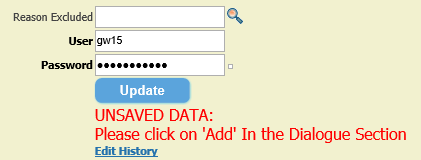 Reason Excluded
User gw15
Password ●●●●●●●●●●●
Update
UNSAVED DATA:
Please click on 'Add' In the Dialogue Section
Edit History